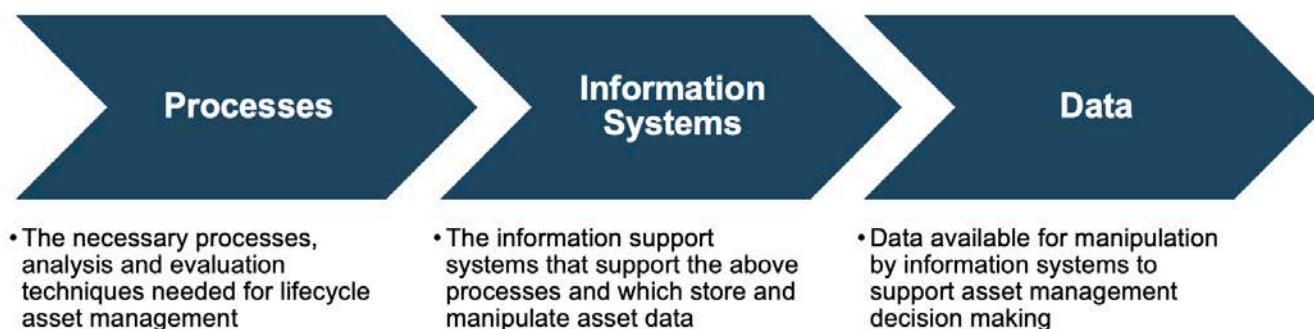 Processes
Information
Systems
Data
• The necessary processes,
analysis and evaluation
techniques needed for lifecycle
asset management
• The information support
systems that support the above
processes and which store and
manipulate asset data
• Data available for manipulation
by information systems to
support asset management
decision making